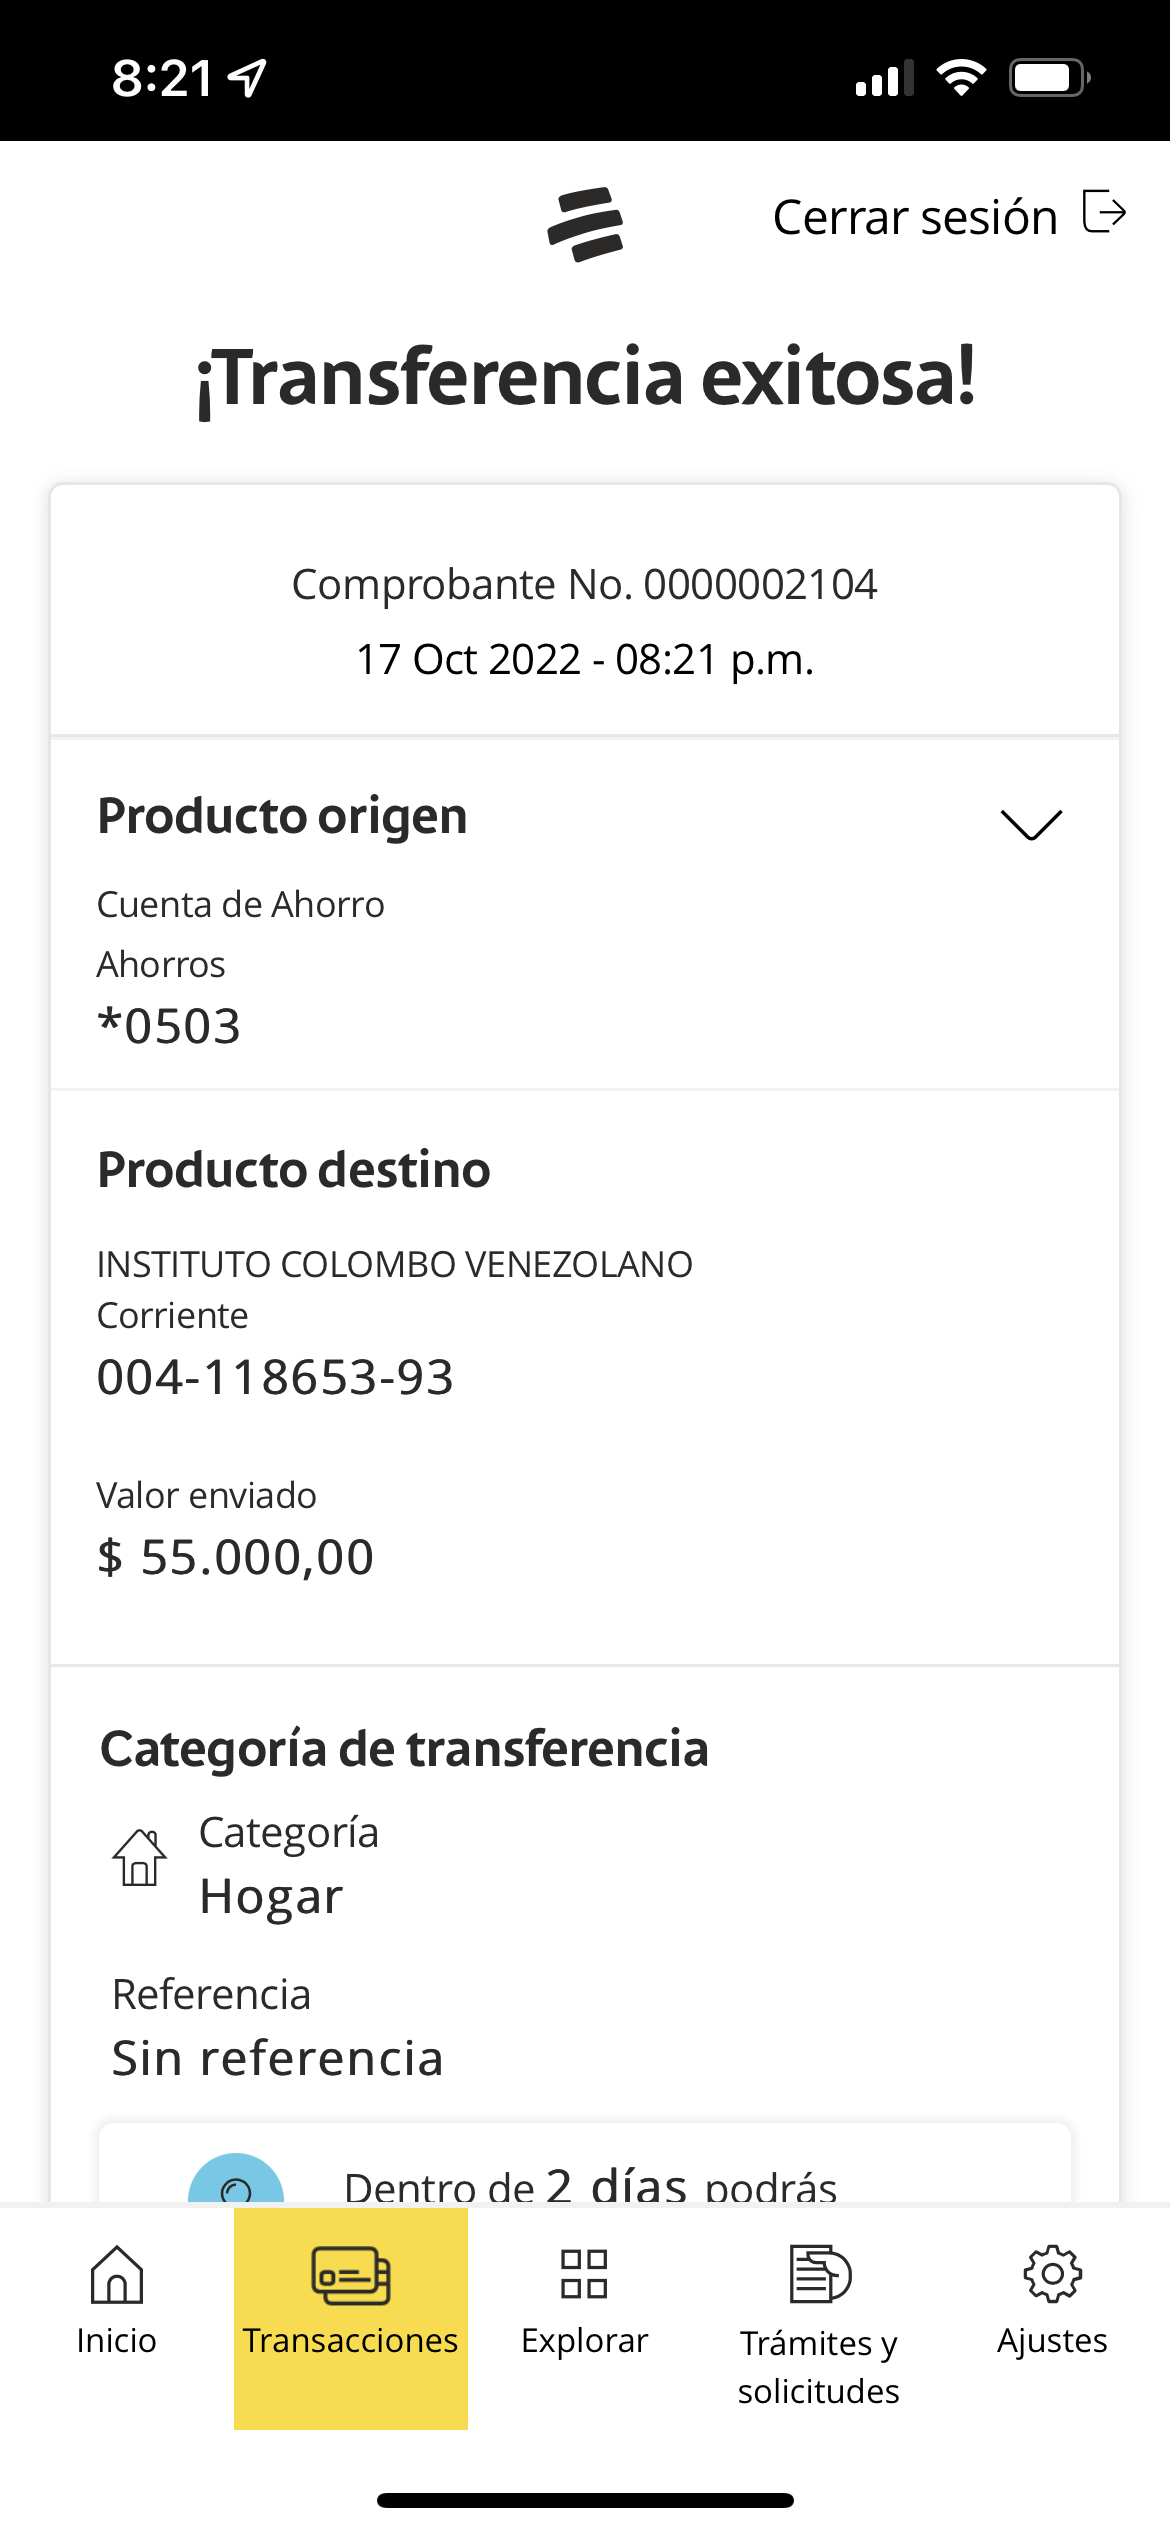 8:21
Cerrar sesión
¡Transferencia exitosa!
Comprobante No. 0000002104
17 Oct 2022 - 08:21 p.m.
Producto origen
Cuenta de Ahorro
Ahorros
*0503
Producto destino
INSTITUTO COLOMBO VENEZOLANO
Corriente
004-118653-93
Valor enviado
$ 55.000,00
Categoría de transferencia
Categoría
Hogar
Referencia
Sin referencia
Dentro de 2 días podrás
Inicio
Transacciones
Explorar
Trámites y
solicitudes
Ajustes